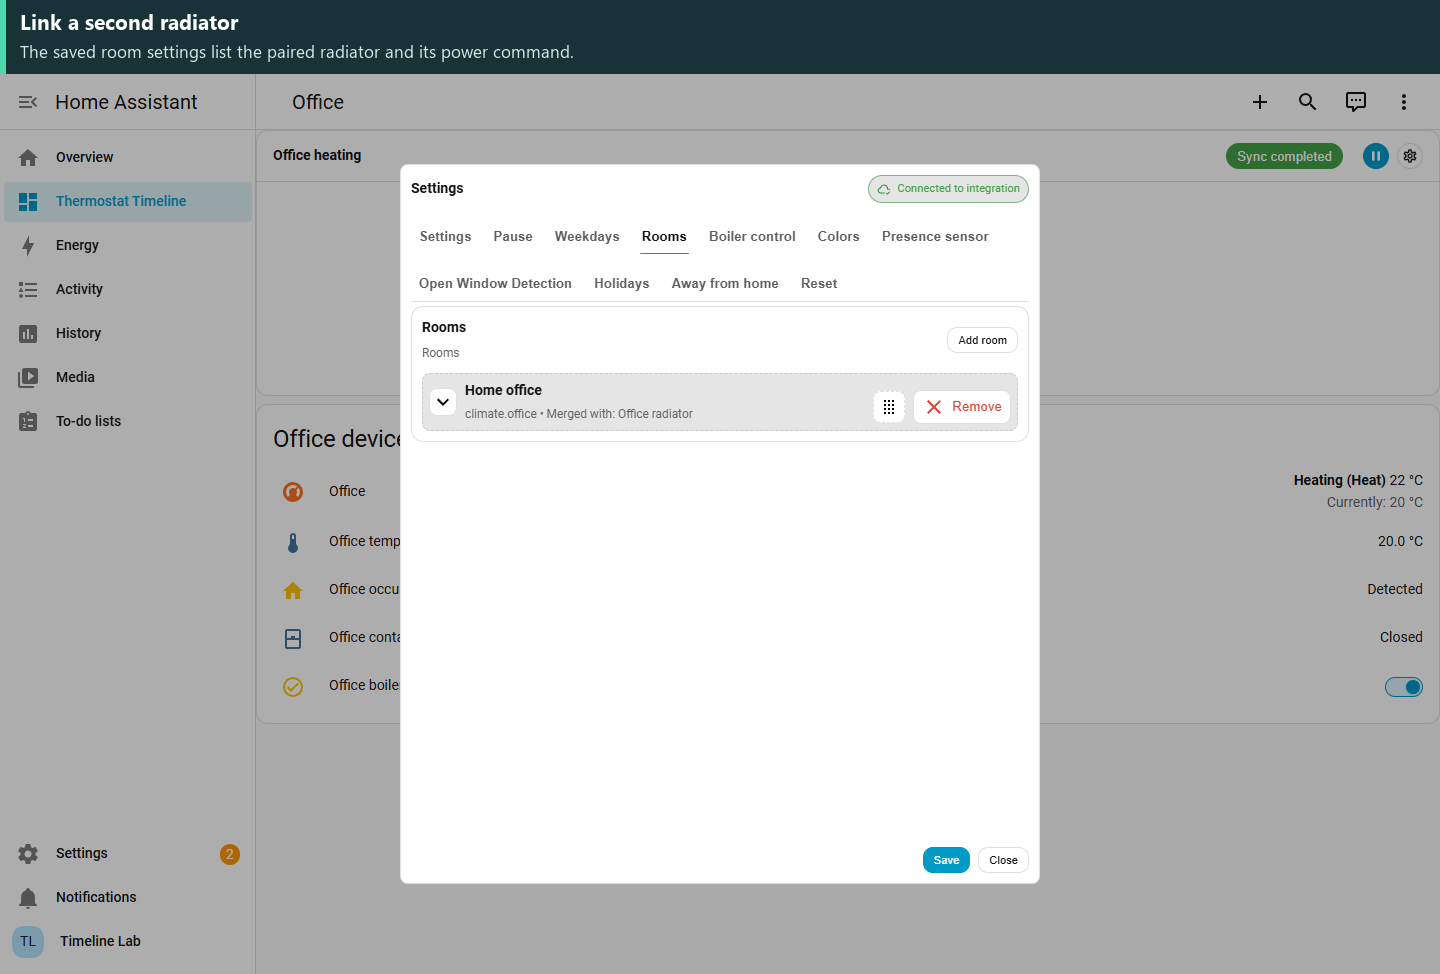 Link a second radiator
The saved room settings list the paired radiator and its power command.
Home Assistant
Office
Overview
Thermostat Timeline
Energy
Activity
History
Media
To-do lists
Settings
2
Notifications
TL
Timeline Lab
Office heating
Sync completed
Settings
Connected to integration
Settings
Pause
Weekdays
Rooms
Boiler control
Colors
Presence sensor
Open Window Detection
Holidays
Away from home
Reset
Rooms
Rooms
Add room
Home office
climate.office • Merged with: Office radiator
Remove
Save
Close
Office device
Office
Heating (Heat) 22 °C
Currently: 20 °C
Office temp
20.0 °C
Office occu
Detected
Office conta
Closed
Office boile